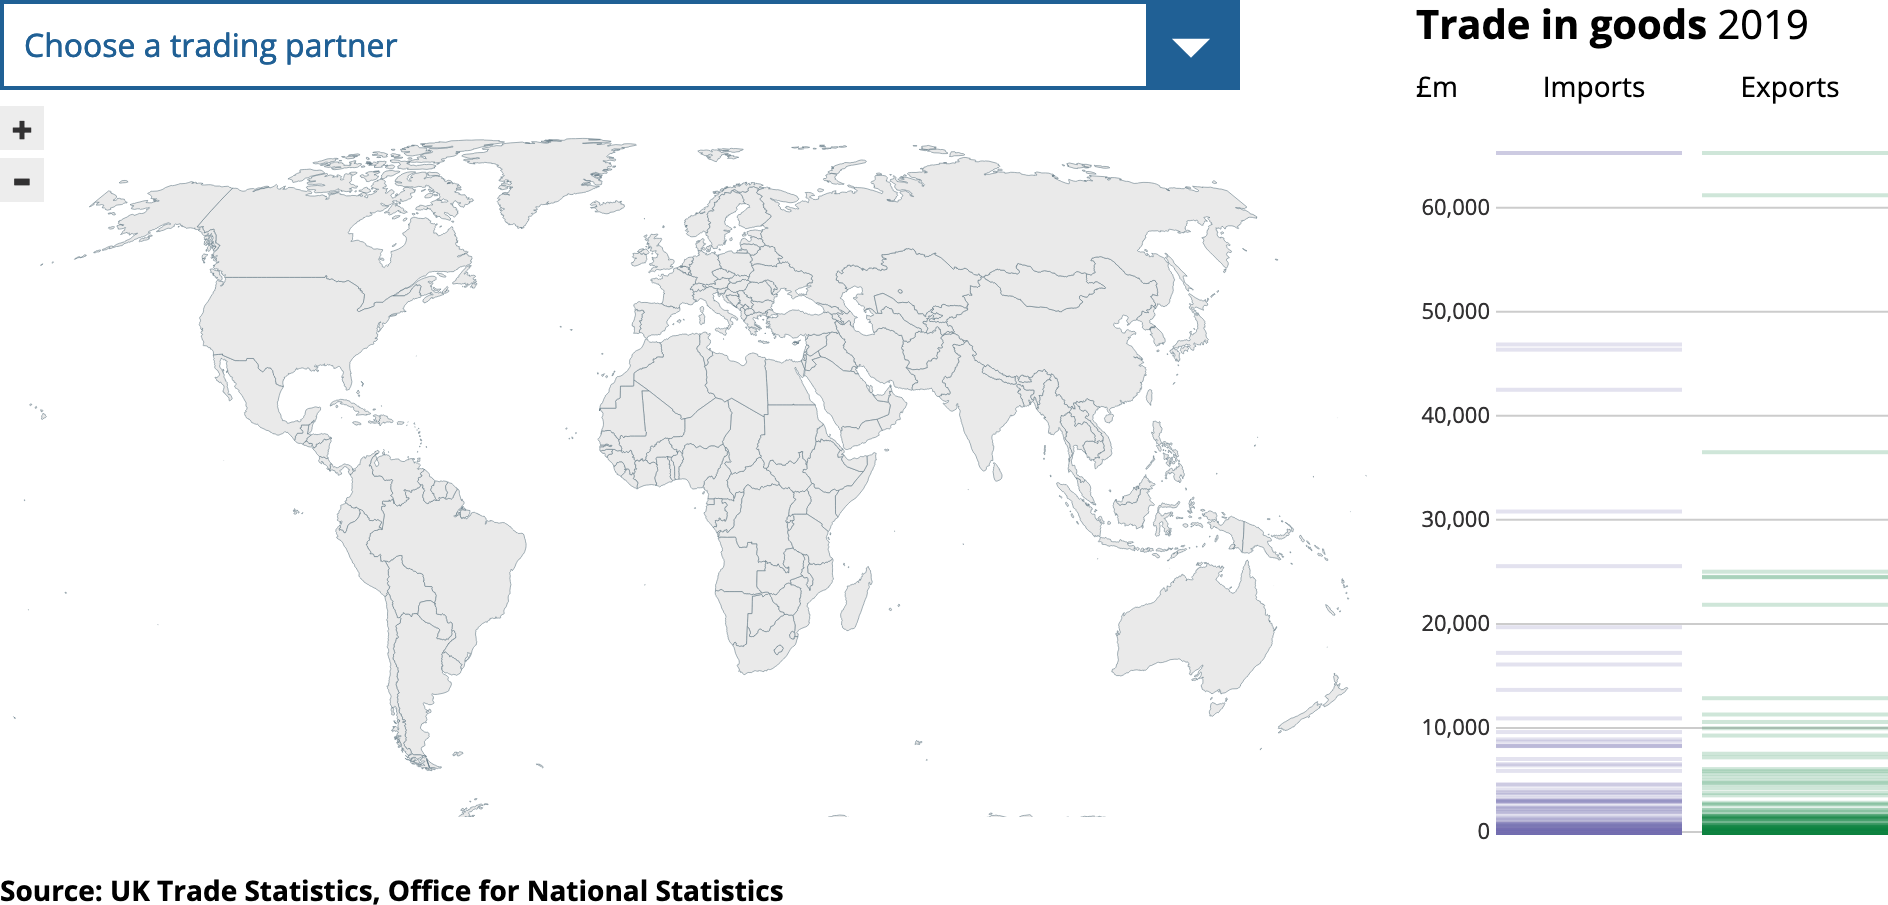 Choose a trading partner
+
-
Trade in goods 2019
£m Imports Exports
60,000
50,000
40,000
30,000
20,000
10,000
0
Source: UK Trade Statistics, Office for National Statistics